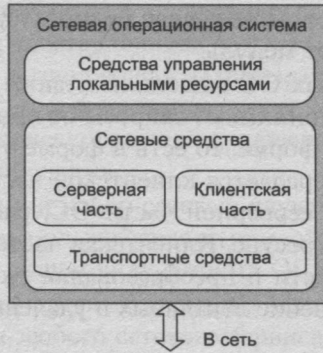 Сетевая операционная система
Средства управления
локальными ресурсами
Сетевые средства
Серверная
часть
Клиентская
часть
Транспортные средства
В сеть